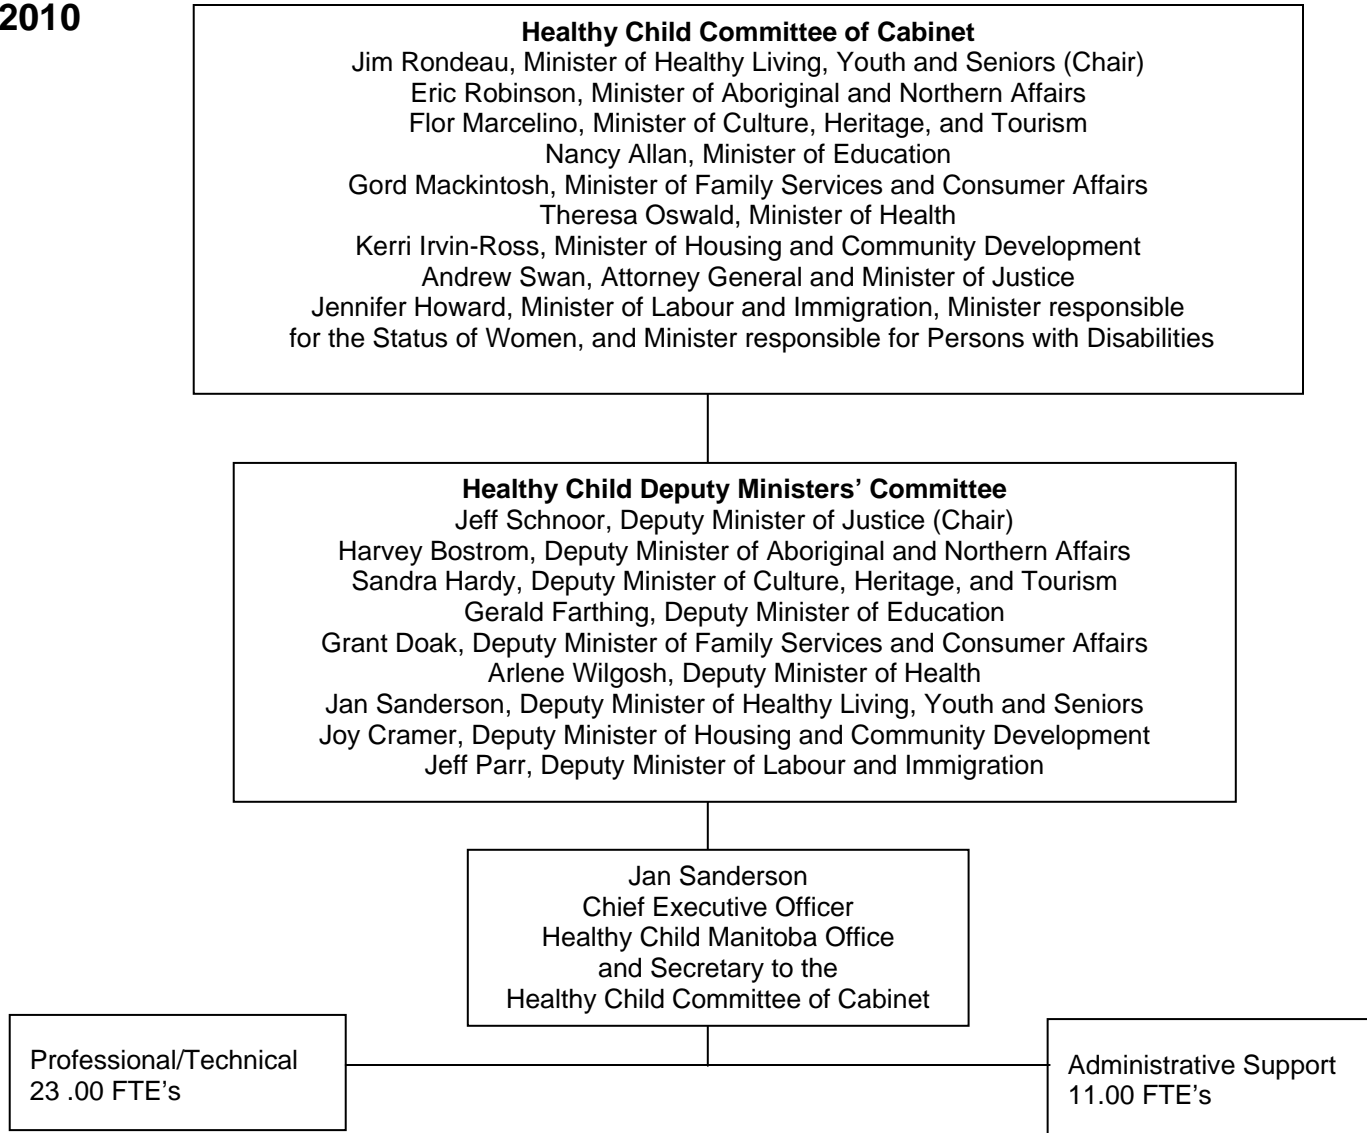 2010
Healthy Child Committee of Cabinet
Jim Rondeau, Minister of Healthy Living, Youth and Seniors (Chair)
Eric Robinson, Minister of Aboriginal and Northern Affairs
Flor Marcelino, Minister of Culture, Heritage, and Tourism
Nancy Allan, Minister of Education
Gord Mackintosh, Minister of Family Services and Consumer Affairs
Theresa Oswald, Minister of Health
Kerri Irvin-Ross, Minister of Housing and Community Development
Andrew Swan, Attorney General and Minister of Justice
Jennifer Howard, Minister of Labour and Immigration, Minister responsible
for the Status of Women, and Minister responsible for Persons with Disabilities
Healthy Child Deputy Ministers’ Committee
Jeff Schnoor, Deputy Minister of Justice (Chair)
Harvey Bostrom, Deputy Minister of Aboriginal and Northern Affairs
Sandra Hardy, Deputy Minister of Culture, Heritage, and Tourism
Gerald Farthing, Deputy Minister of Education
Grant Doak, Deputy Minister of Family Services and Consumer Affairs
Arlene Wilgosh, Deputy Minister of Health
Jan Sanderson, Deputy Minister of Healthy Living, Youth and Seniors
Joy Cramer, Deputy Minister of Housing and Community Development
Jeff Parr, Deputy Minister of Labour and Immigration
Jan Sanderson
Chief Executive Officer
Healthy Child Manitoba Office
and Secretary to the
Healthy Child Committee of Cabinet
Professional/Technical
23 .00 FTE’s
Administrative Support
11.00 FTE’s